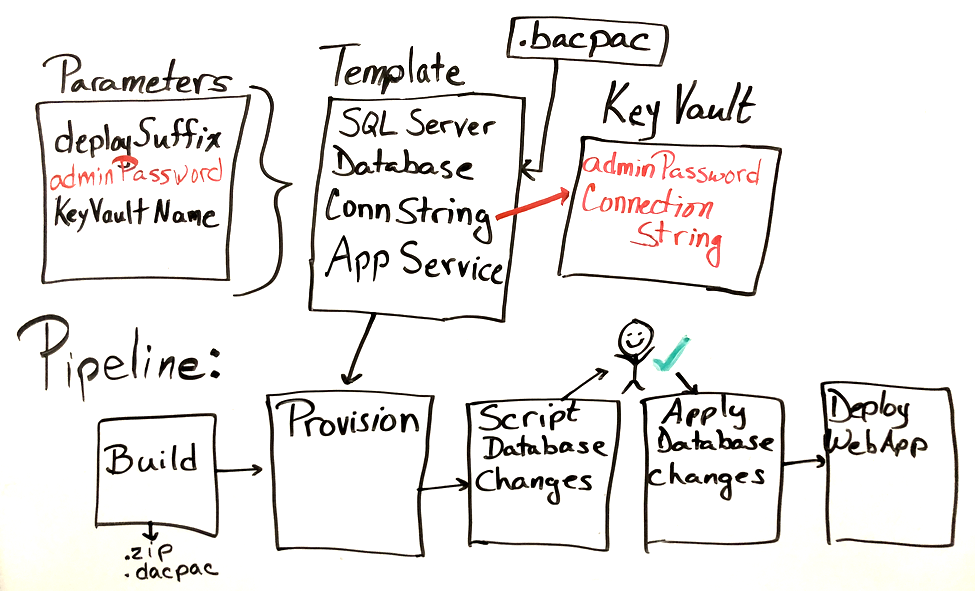 .bacpac
Parameters
deploySuffix
adminPassword
KeyVault Name
Template
SQL Server
Database
Conn String
App Service
Key Vault
adminPassword
Connection
String
Pipeline:
Build
.zip
.dacpac
Provision
Script
Database
Changes
Apply
Database
changes
Deploy
WebApp